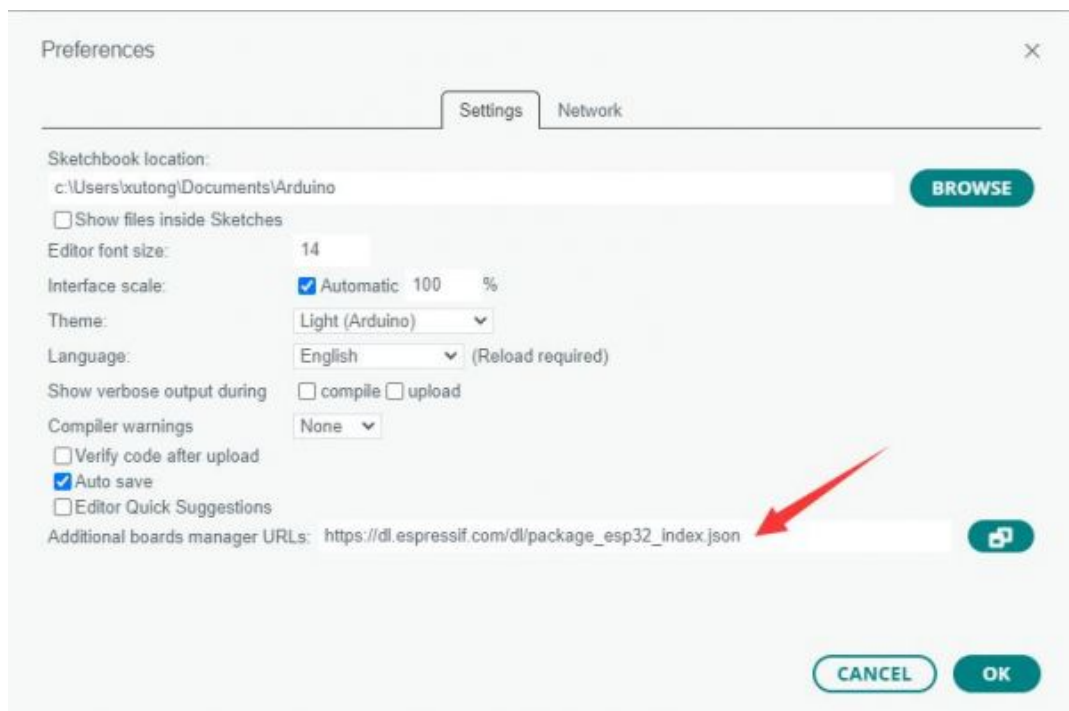 Preferences
Settings Network
Sketchbook location:
c:\Users\xutong\Documents\Arduino BROWSE
Show files inside Sketches
Editor font size: 14
Interface scale: Automatic 100 %
Theme: Light (Arduino)
Language: English (Reload required)
Show verbose output during compile upload
Compiler warnings None
Verify code after upload
Auto save
Editor Quick Suggestions
Additional boards manager URLs: https://dl.espressif.com/dl/package_esp32_index.json
CANCEL OK